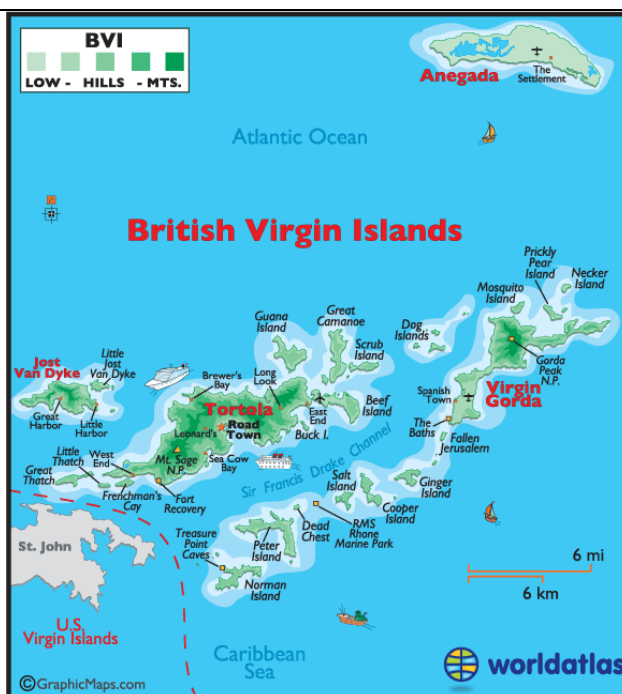 BVI
LOW - HILLS - MTS.
Anegada
The
Settlement
Atlantic Ocean
N
British Virgin Islands
Prickly
Pear
Island
Necker
Island
Mosquito
Island
Guana
Island
Great
Camanoe
Dog
Islands
Scrub
Island
Gorda
Peak
N.P.
Jost
Van Dyke
Little
Jost
Van Dyke
Brewer's
Bay
Long
Look
Spanish
Town
Virgin
Gorda
Great
Harbor
Little
Harbor
Tortola
Road
Town
Leonard's
East
End
Beef
Island
Buck I.
The
Baths
Fallen
Jerusalem
Little
Thatch
West
End
Mt. Sage
N.P.
Sea Cow
Bay
Great
Thatch
Frenchman's
Cay
Fort
Recovery
Sir Francis Drake Channel
Salt
Island
Cooper
Island
Ginger
Island
St. John
Treasure
Point
Caves
Peter
Island
Dead
Chest
RMS
Rhone
Marine Park
Norman
Island
6 mi
6 km
U.S.
Virgin Islands
Caribbean
Sea
©GraphicMaps.com
worldatlas